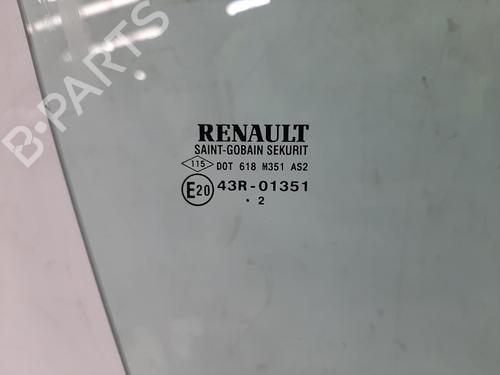 B-PARTS
RENAULT
SAINT-GOBAIN SEKURIT
115 DOT 618 M351 AS2
E20 43R-01351
· 2